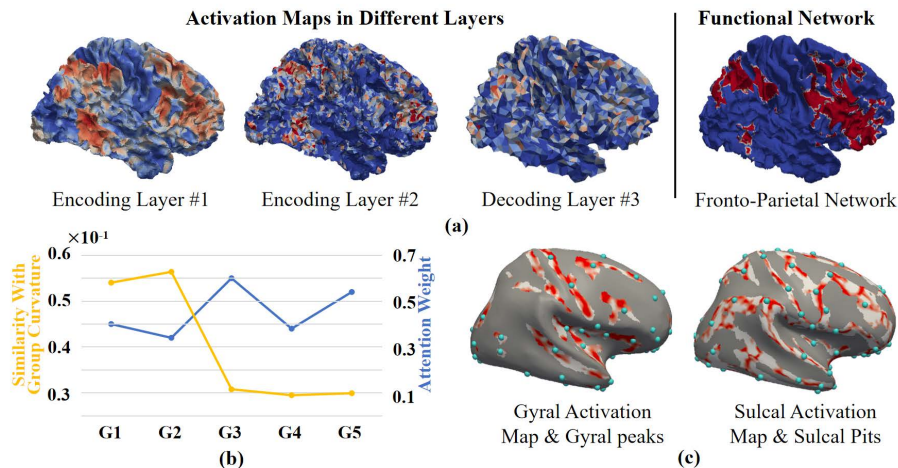 Activation Maps in Different Layers
Functional Network
Encoding Layer #1
Encoding Layer #2
Decoding Layer #3
Fronto-Parietal Network
(a)
×10⁻¹
0.6
0.5
0.4
0.3
Similarity With
Group Curvature
0.7
0.5
0.3
0.1
Attention Weight
G1 G2 G3 G4 G5
(b)
Gyral Activation
Map & Gyral peaks
Sulcal Activation
Map & Sulcal Pits
(c)